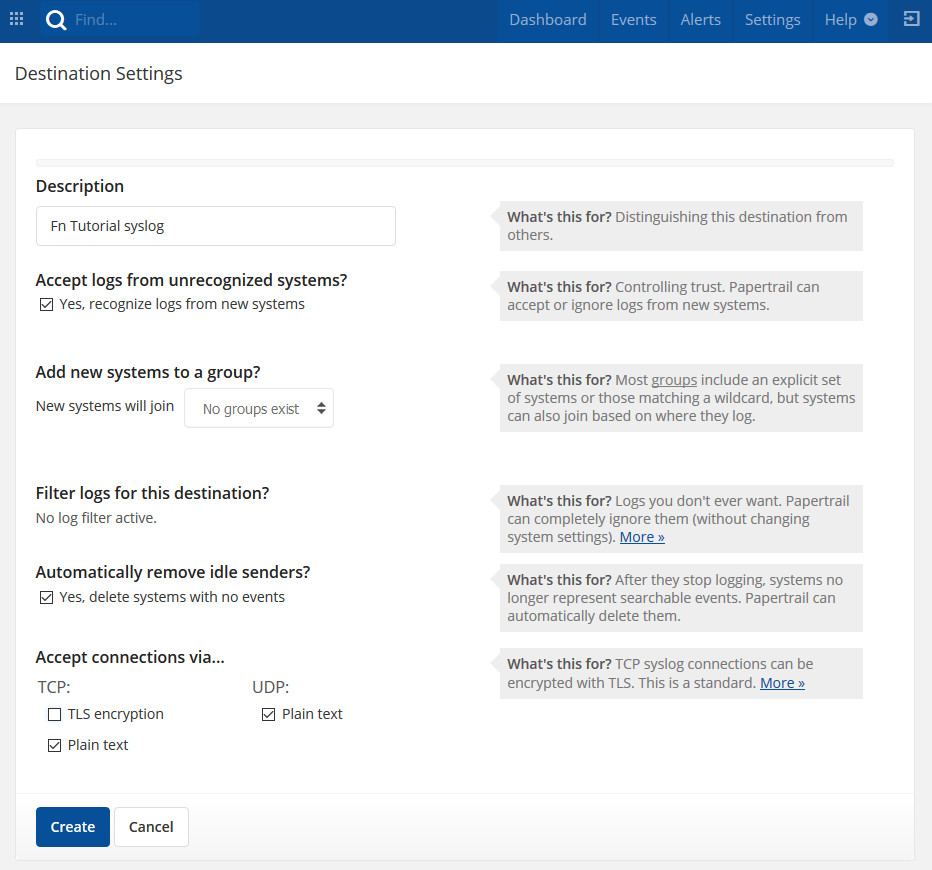 Find...
Dashboard Events Alerts Settings Help
Destination Settings
Description
Fn Tutorial syslog
What's this for? Distinguishing this destination from
others.
Accept logs from unrecognized systems?
Yes, recognize logs from new systems
What's this for? Controlling trust. Papertrail can
accept or ignore logs from new systems.
Add new systems to a group?
New systems will join No groups exist
What's this for? Most groups include an explicit set
of systems or those matching a wildcard, but systems
can also join based on where they log.
Filter logs for this destination?
No log filter active.
What's this for? Logs you don't ever want. Papertrail
can completely ignore them (without changing
system settings). More »
Automatically remove idle senders?
Yes, delete systems with no events
What's this for? After they stop logging, systems no
longer represent searchable events. Papertrail can
automatically delete them.
Accept connections via...
TCP: UDP:
TLS encryption Plain text
Plain text
What's this for? TCP syslog connections can be
encrypted with TLS. This is a standard. More »
Create Cancel